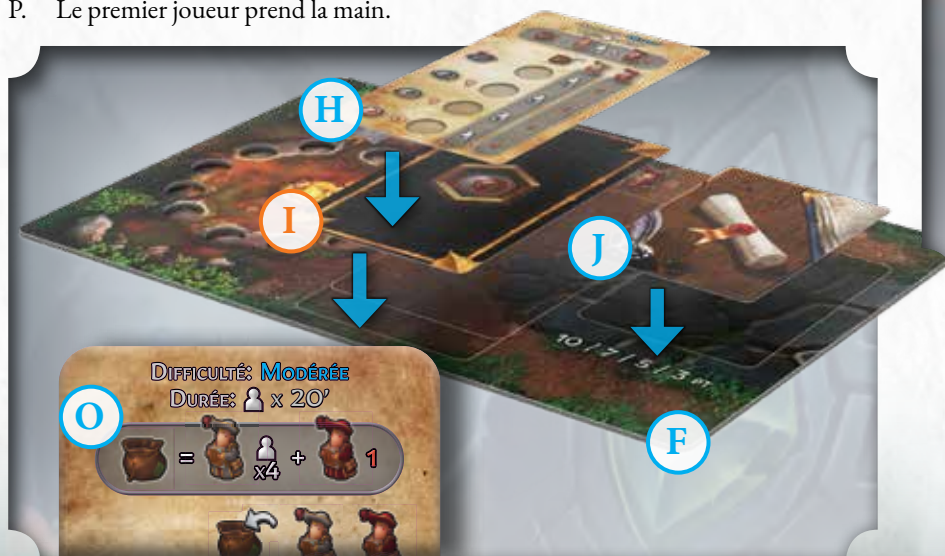 P. Le premier joueur prend la main.
H
I
J
10 / 7 / 5 / 3 PT
F
DIFFICULTÉ: MODÉRÉE
DURÉE: x 20'
O
= x4 + 1